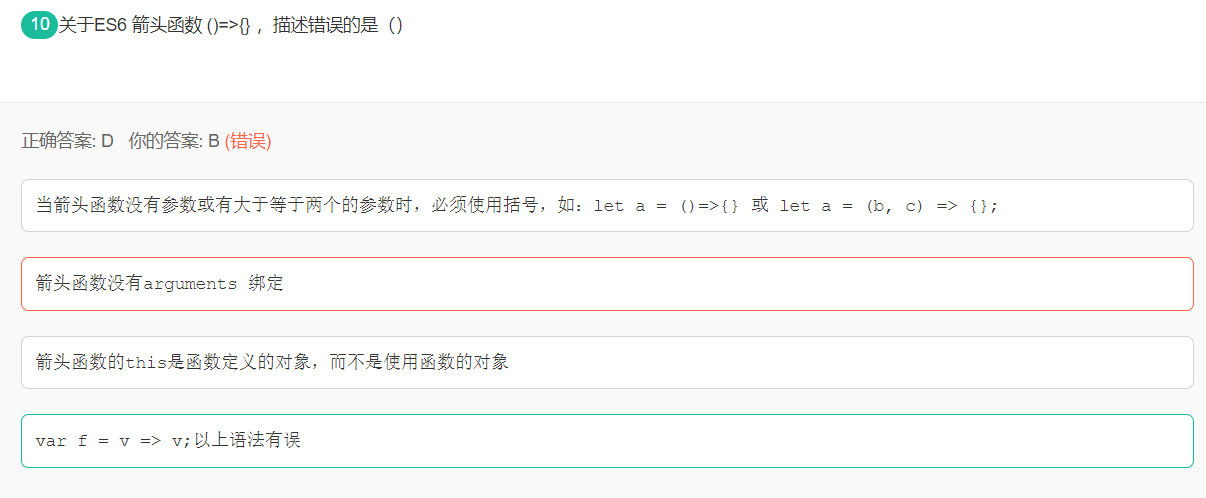 10 关于ES6 箭头函数 ()=>{} ，描述错误的是（）
正确答案: D 你的答案: B (错误)
当箭头函数没有参数或有大于等于两个的参数时，必须使用括号，如：let a = ()=>{} 或 let a = (b, c) => {};
箭头函数没有arguments 绑定
箭头函数的this是函数定义的对象，而不是使用函数的对象
var f = v => v;以上语法有误